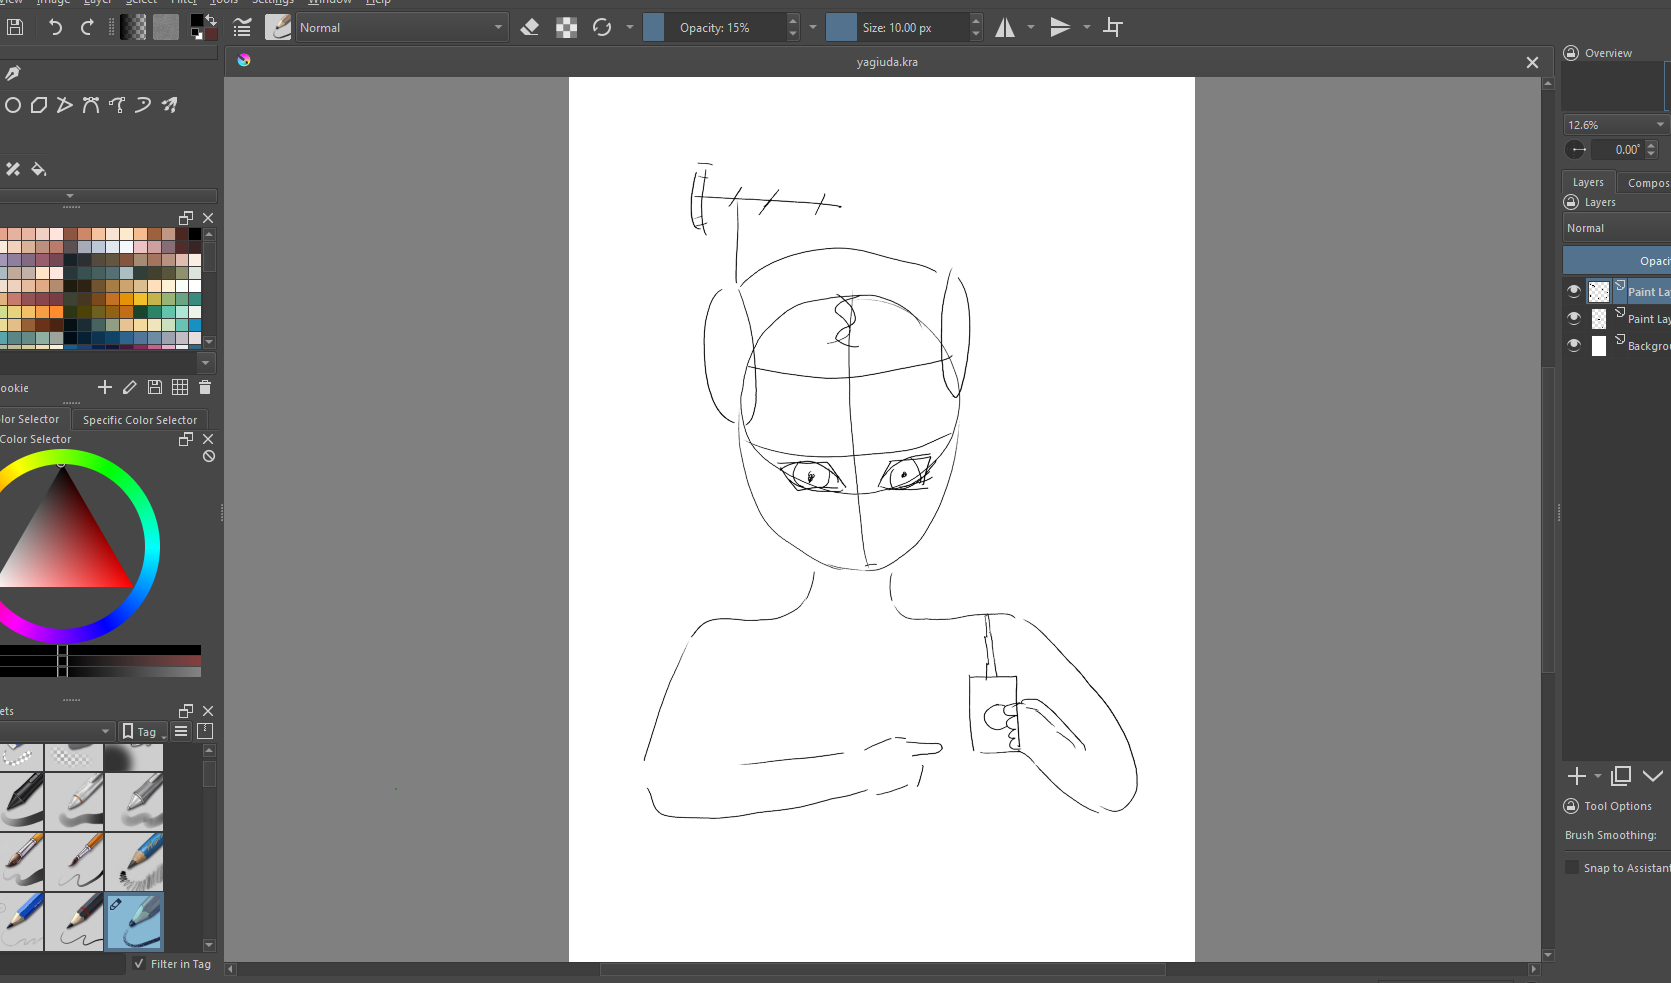 View Image Layer Select Filter Tools Settings Window Help
Normal
Opacity: 15%
Size: 10.00 px
yagiuda.kra
Overview
12.6%
0.00°
Layers Compos
Layers
Normal
Opaci
Paint La
Paint Lay
Backgrou
ookie
lor Selector Specific Color Selector
Color Selector
ets
Tag
Filter in Tag
Tool Options
Brush Smoothing:
Snap to Assistant